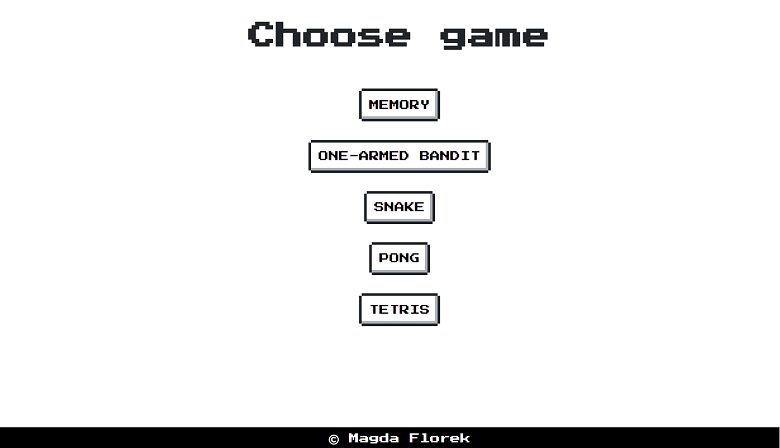 Choose game
MEMORY
ONE-ARMED BANDIT
SNAKE
PONG
TETRIS
© Magda Florek